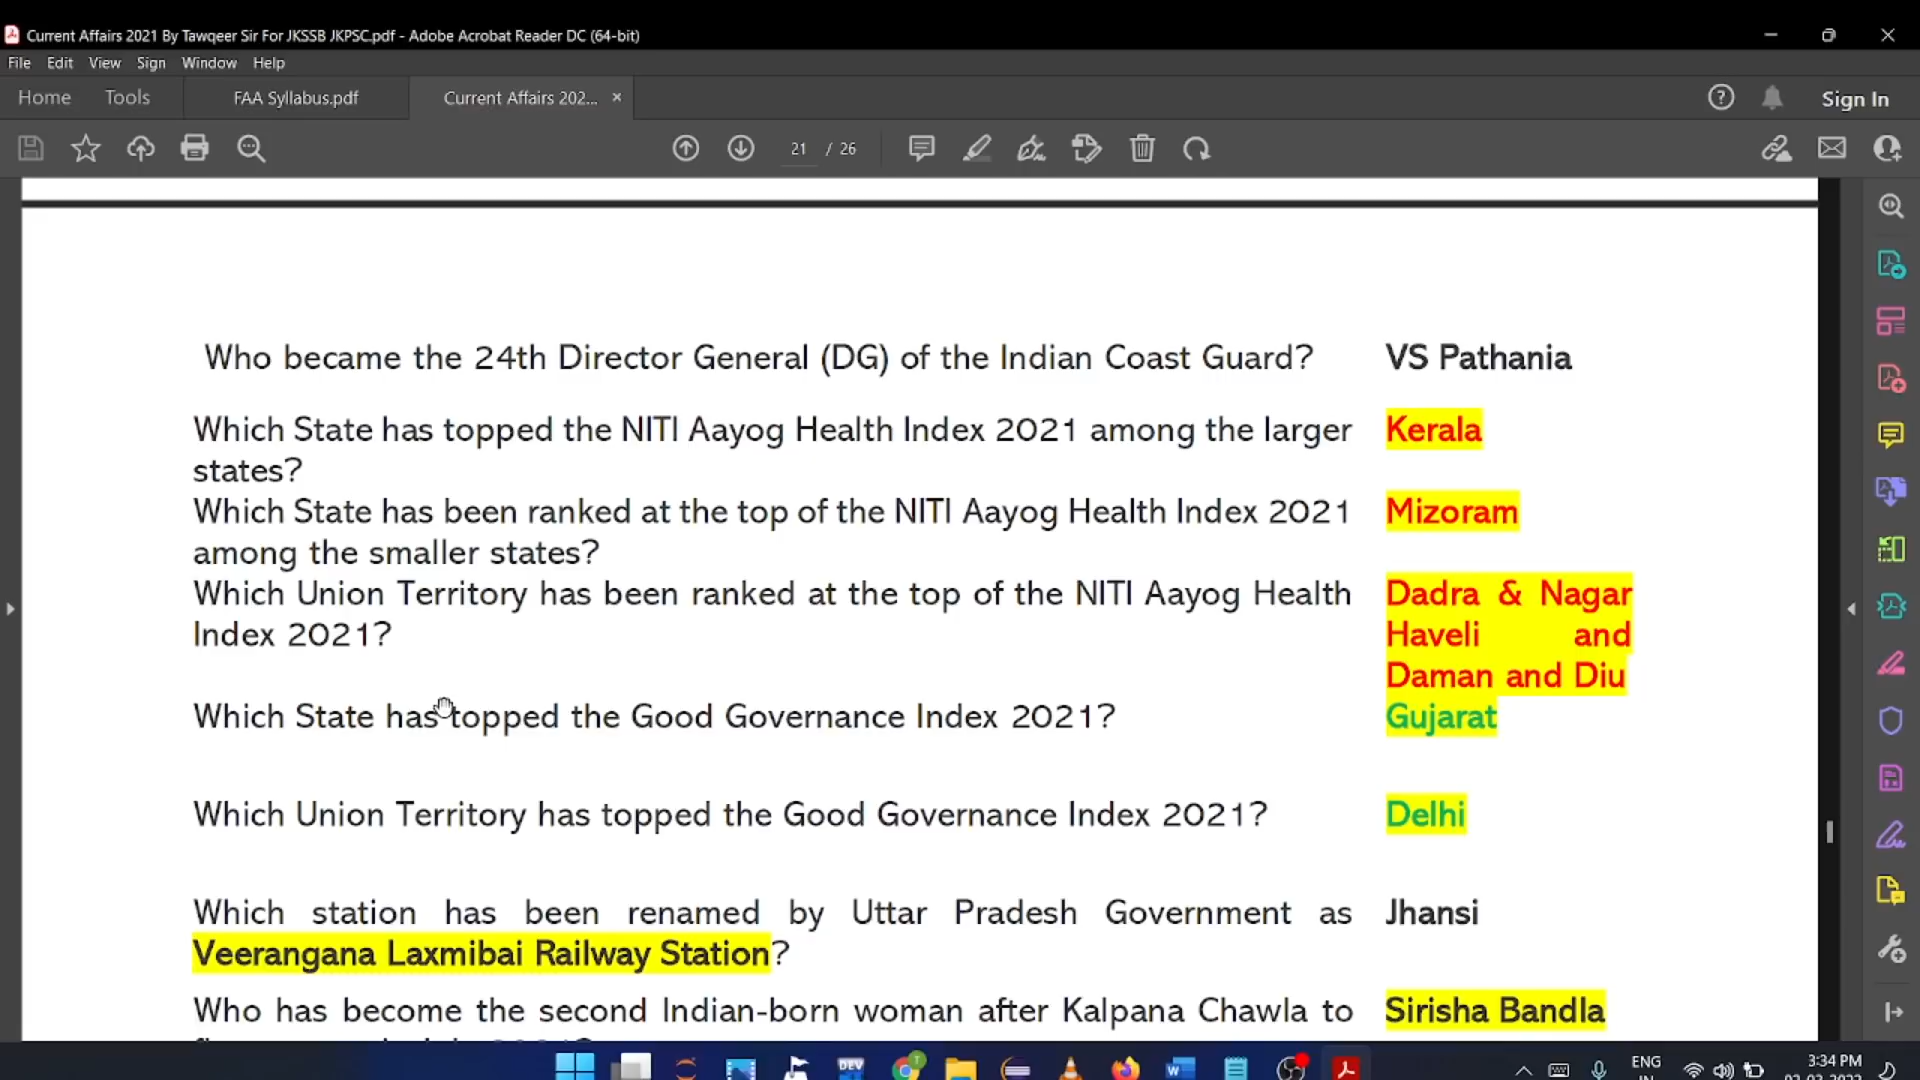 Current Affairs 2021 By Tawqeer Sir For JKSSB JKPSC.pdf - Adobe Acrobat Reader DC (64-bit)
File Edit View Sign Window Help
Home Tools FAA Syllabus.pdf Current Affairs 202... × Sign In
21 / 26
Who became the 24th Director General (DG) of the Indian Coast Guard? VS Pathania
Which State has topped the NITI Aayog Health Index 2021 among the larger Kerala
states?
Which State has been ranked at the top of the NITI Aayog Health Index 2021 Mizoram
among the smaller states?
Which Union Territory has been ranked at the top of the NITI Aayog Health Dadra & Nagar
Index 2021? Haveli and
Daman and Diu
Which State has topped the Good Governance Index 2021? Gujarat
Which Union Territory has topped the Good Governance Index 2021? Delhi
Which station has been renamed by Uttar Pradesh Government as Jhansi
Veerangana Laxmibai Railway Station?
Who has become the second Indian-born woman after Kalpana Chawla to Sirisha Bandla
DEV
ENG 3:34 PM
IN